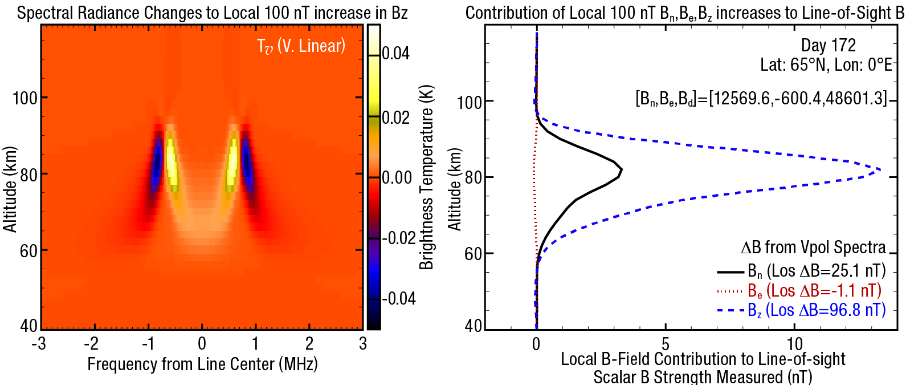 Spectral Radiance Changes to Local 100 nT increase in Bz
T𝑣 (V. Linear)
Altitude (km)
100
80
60
40
-3
-2
-1
0
1
2
3
Frequency from Line Center (MHz)
0.04
0.02
0.00
-0.02
-0.04
Brightness Temperature (K)
Contribution of Local 100 nT Bn,Be,Bz increases to Line-of-Sight B
Day 172
Lat: 65°N, Lon: 0°E
[Bn,Be,Bd]=[12569.6,-600.4,48601.3]
Altitude (km)
100
80
60
40
ΔB from Vpol Spectra
Bn (Los ΔB=25.1 nT)
Be (Los ΔB=-1.1 nT)
Bz (Los ΔB=96.8 nT)
0
5
10
Local B-Field Contribution to Line-of-sight
Scalar B Strength Measured (nT)